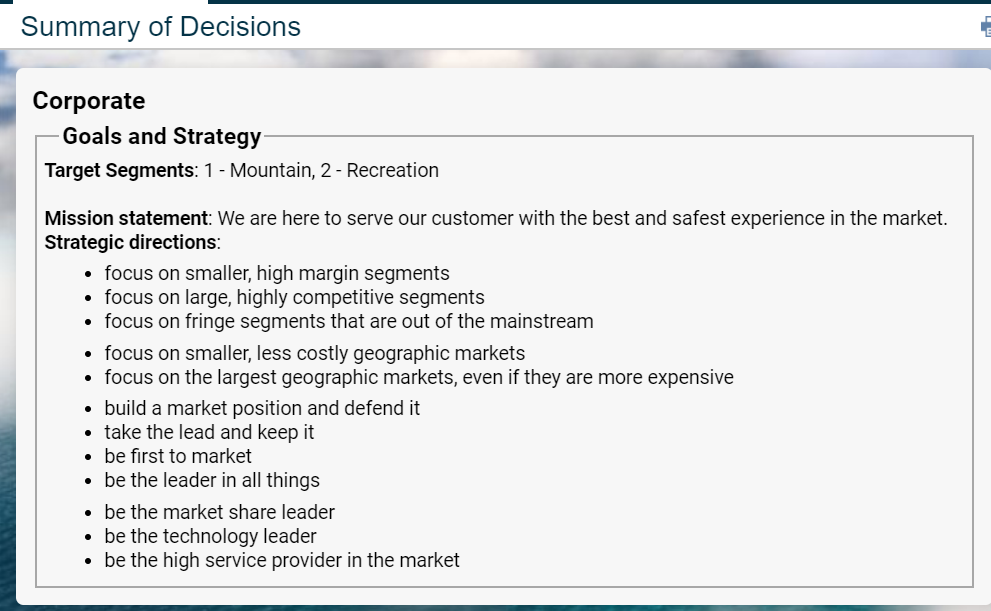 Summary of Decisions
Corporate
Goals and Strategy
Target Segments: 1 - Mountain, 2 - Recreation
Mission statement: We are here to serve our customer with the best and safest experience in the market.
Strategic directions:
• focus on smaller, high margin segments
• focus on large, highly competitive segments
• focus on fringe segments that are out of the mainstream
• focus on smaller, less costly geographic markets
• focus on the largest geographic markets, even if they are more expensive
• build a market position and defend it
• take the lead and keep it
• be first to market
• be the leader in all things
• be the market share leader
• be the technology leader
• be the high service provider in the market